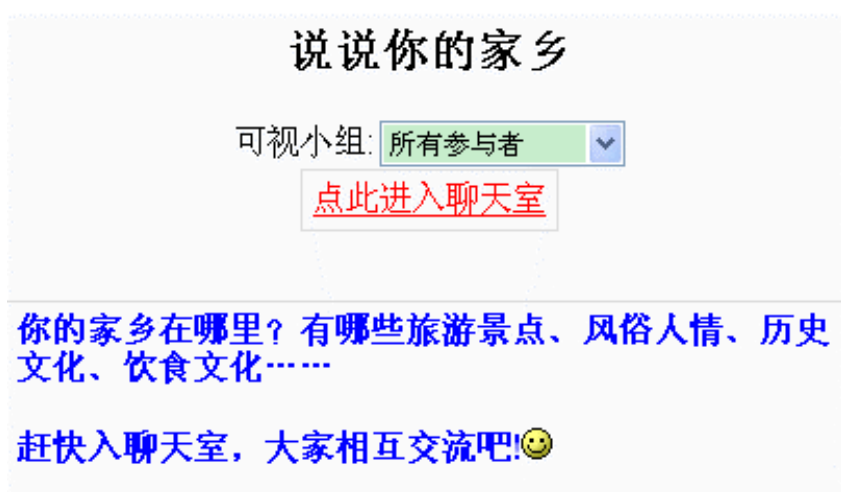 说说你的家乡
可视小组: 所有参与者
点此进入聊天室
你的家乡在哪里？有哪些旅游景点、风俗人情、历史
文化、饮食文化……
赶快入聊天室，大家相互交流吧!